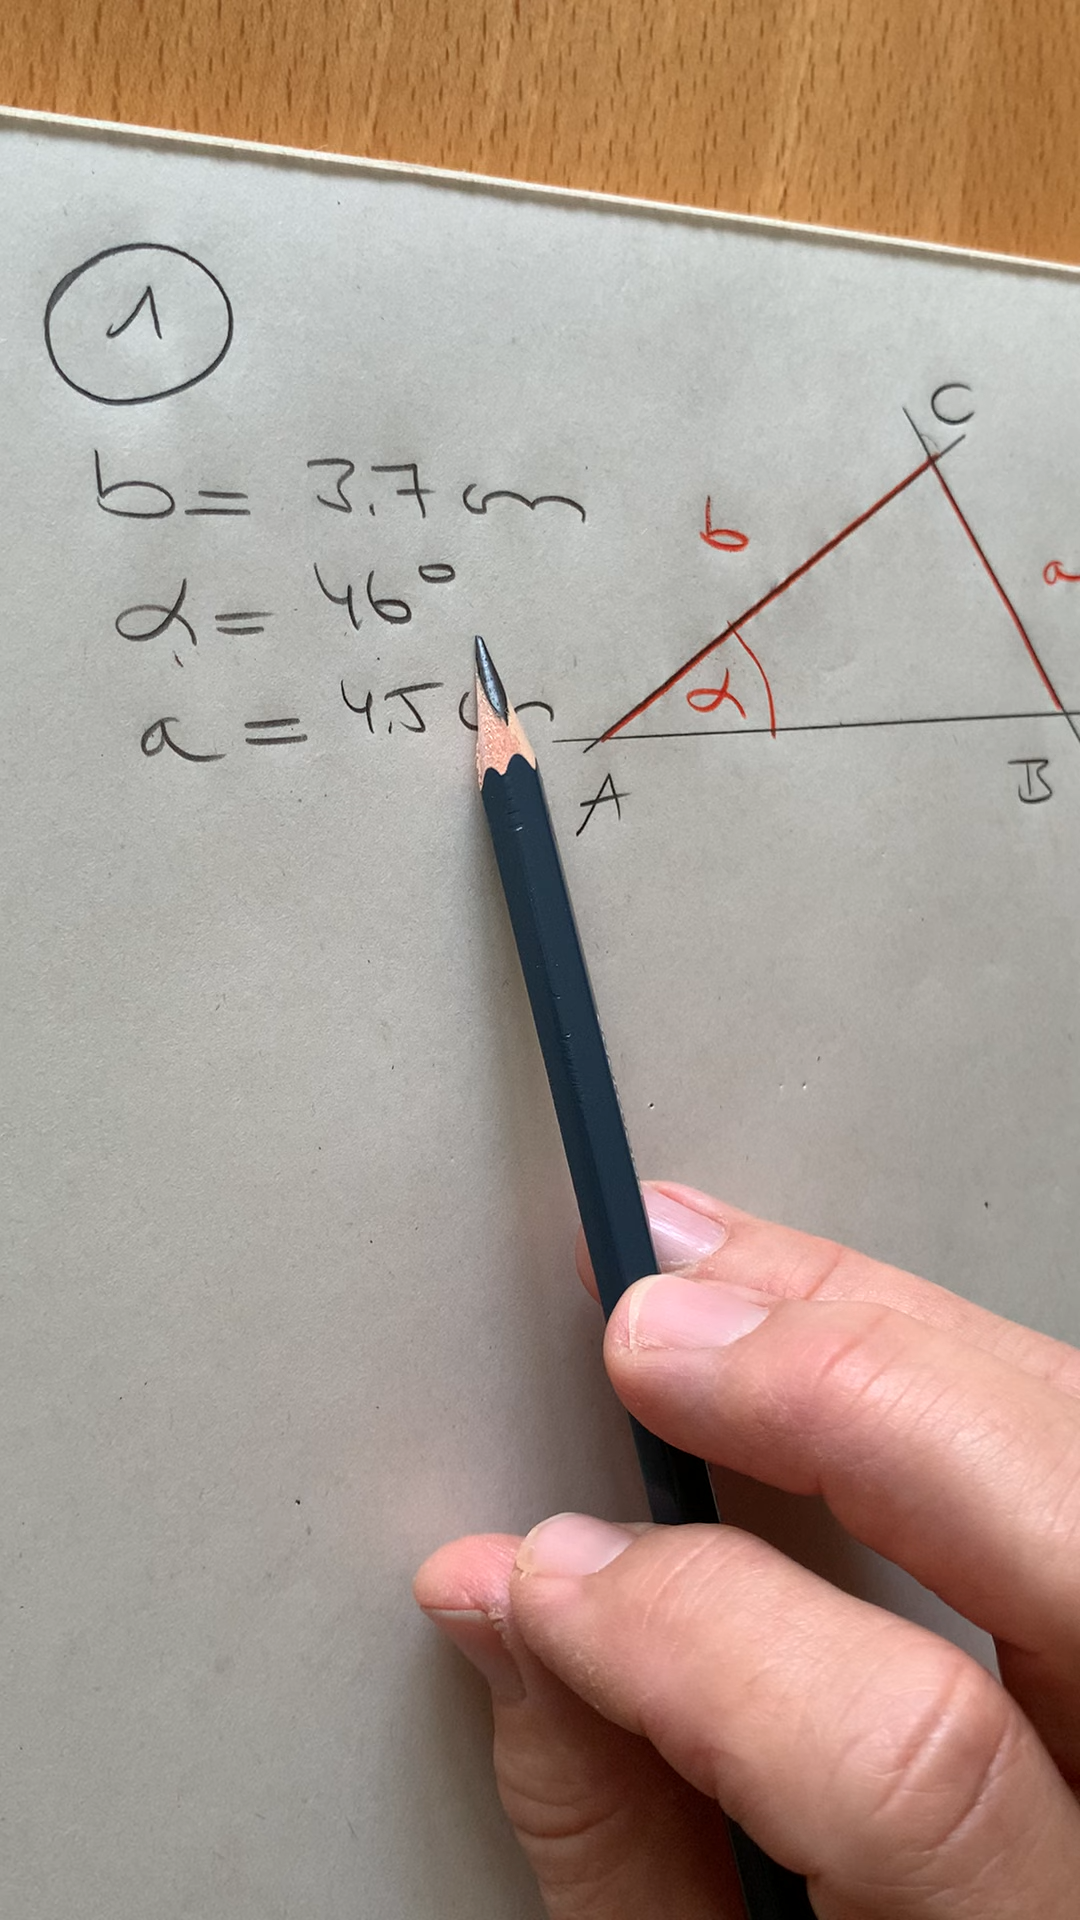 1
b = 3.7 cm
α = 46°
a = 4.5 cm
C
b
a
α
A
B